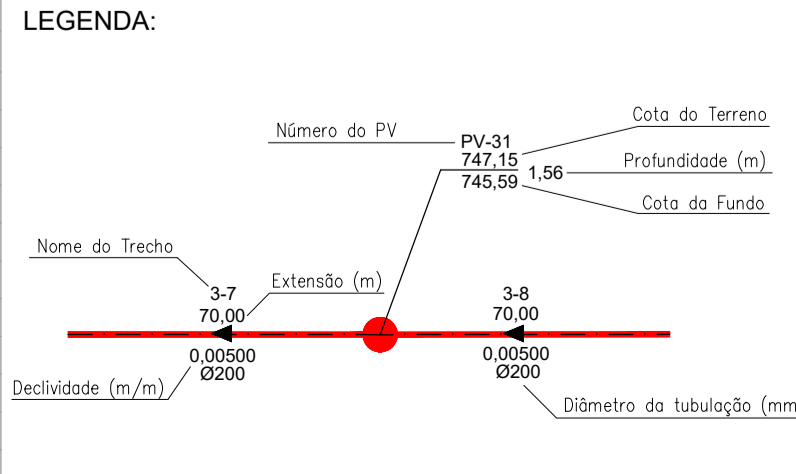 LEGENDA:
Cota do Terreno
Número do PV
PV-31
747,15
1,56
Profundidade (m)
745,59
Cota da Fundo
Nome do Trecho
Extensão (m)
3-7
70,00
3-8
70,00
0,00500
Ø200
0,00500
Ø200
Declividade (m/m)
Diâmetro da tubulação (mm